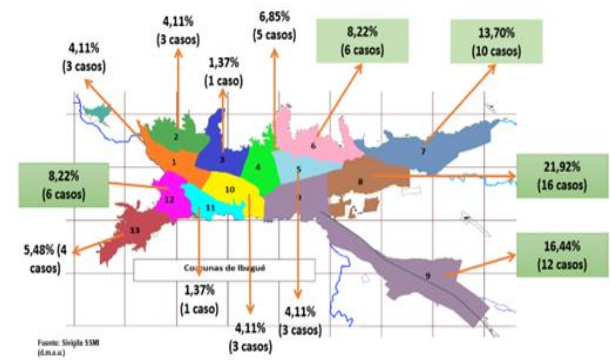 4,11%
(3 casos)
4,11%
(3 casos)
1,37%
(1 caso)
6,85%
(5 casos)
8,22%
(6 casos)
13,70%
(10 casos)
21,92%
(16 casos)
16,44%
(12 casos)
8,22%
(6 casos)
5,48% (4
casos)
1,37%
(1 caso)
4,11%
(3 casos)
4,11%
(3 casos)
2
3
6
7
1
4
5
8
12
10
11
13
9
Comunas de Ibagué
Fuente: Sivigila SSMI
(d.m.e.u.)